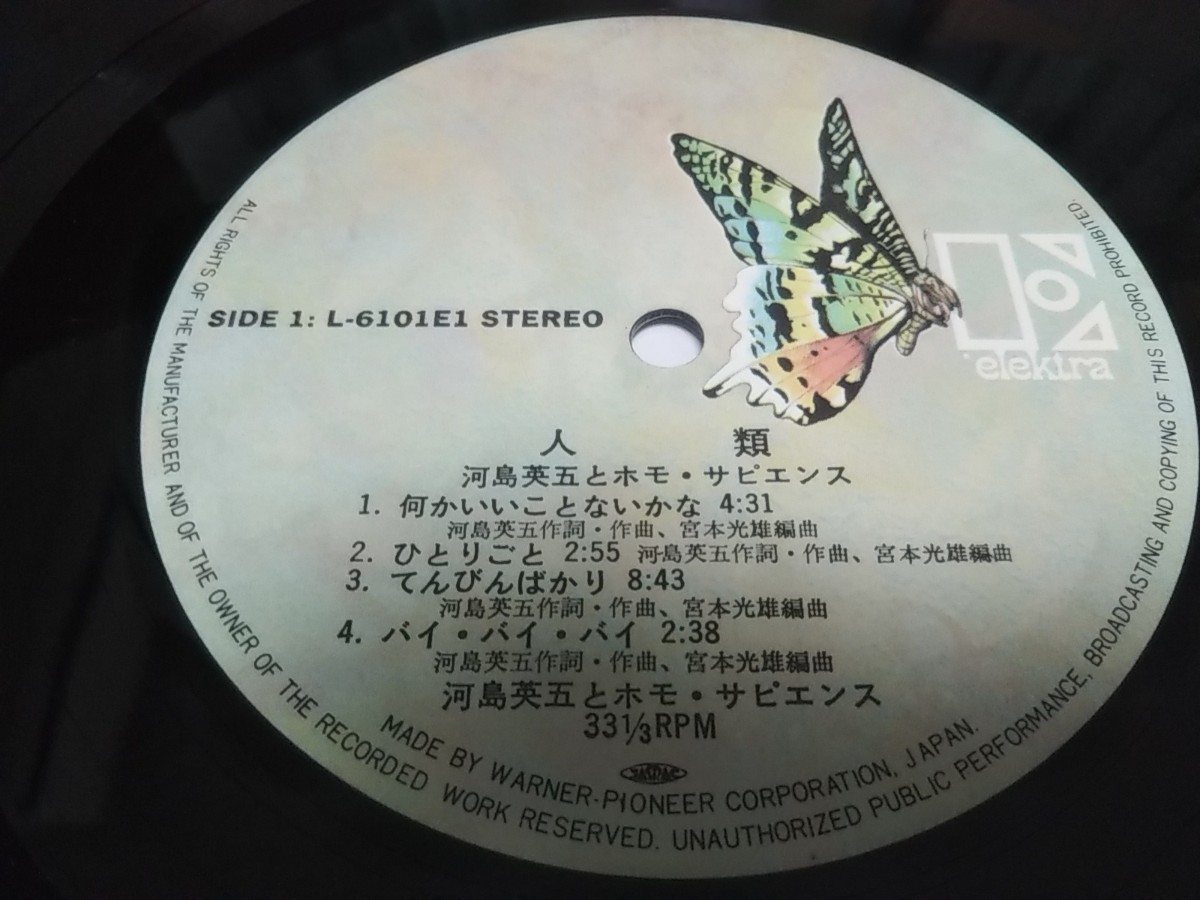 elektra
SIDE 1: L-6101E1 STEREO
人 類
河島英五とホモ・サピエンス
1. 何かいいことないかな 4:31
河島英五作詞・作曲、宮本光雄編曲
2. ひとりごと 2:55 河島英五作詞・作曲、宮本光雄編曲
3. てんびんばかり 8:43
河島英五作詞・作曲、宮本光雄編曲
4. バイ・バイ・バイ 2:38
河島英五作詞・作曲、宮本光雄編曲
河島英五とホモ・サピエンス
33⅓RPM
MADE BY WARNER-PIONEER CORPORATION, JAPAN.
ALL RIGHTS OF THE MANUFACTURER AND OF THE OWNER OF THE RECORDED WORK RESERVED. UNAUTHORIZED PUBLIC PERFORMANCE, BROADCASTING AND COPYING OF THIS RECORD PROHIBITED.